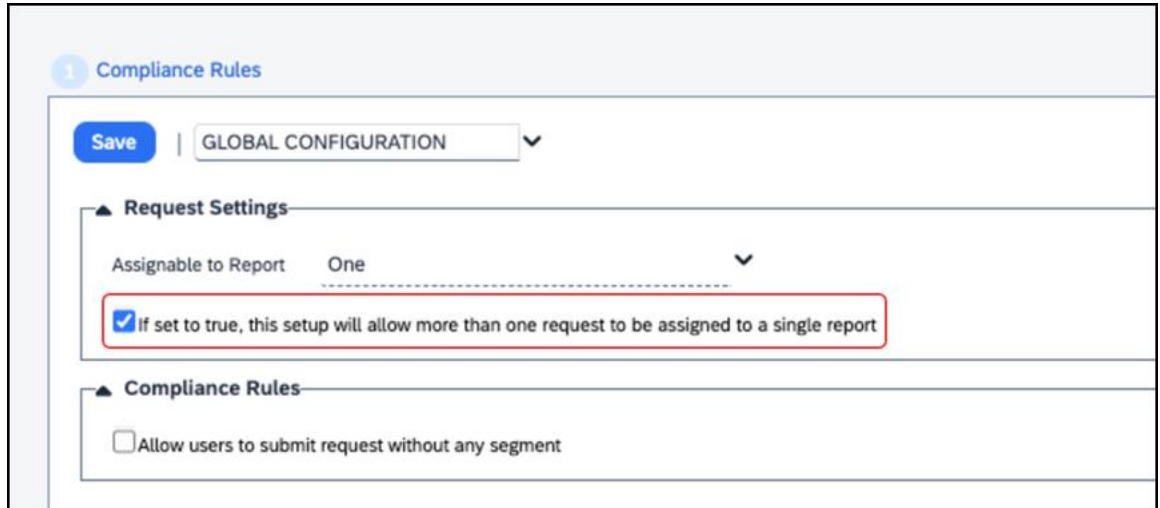 1 Compliance Rules
Save | GLOBAL CONFIGURATION
Request Settings
Assignable to Report One
If set to true, this setup will allow more than one request to be assigned to a single report
Compliance Rules
Allow users to submit request without any segment